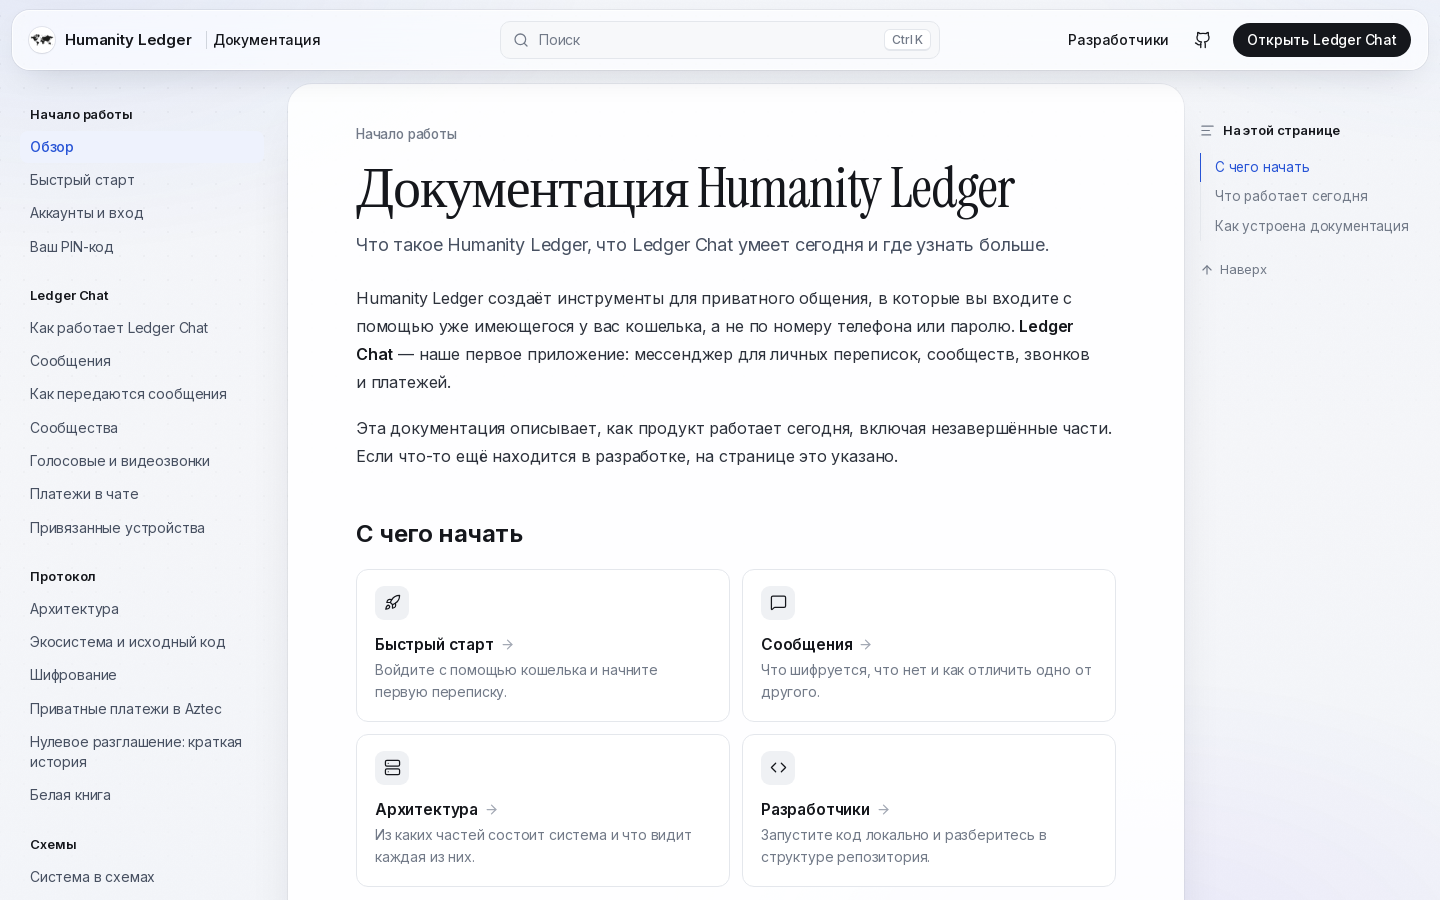 Humanity Ledger
Документация
Поиск
Ctrl K
Разработчики
Открыть Ledger Chat
Начало работы
Обзор
Быстрый старт
Аккаунты и вход
Ваш PIN-код
Ledger Chat
Как работает Ledger Chat
Сообщения
Как передаются сообщения
Сообщества
Голосовые и видеозвонки
Платежи в чате
Привязанные устройства
Протокол
Архитектура
Экосистема и исходный код
Шифрование
Приватные платежи в Aztec
Нулевое разглашение: краткая
история
Белая книга
Схемы
Система в схемах
Начало работы
Документация Humanity Ledger
Что такое Humanity Ledger, что Ledger Chat умеет сегодня и где узнать больше.
Humanity Ledger создаёт инструменты для приватного общения, в которые вы входите с
помощью уже имеющегося у вас кошелька, а не по номеру телефона или паролю. Ledger
Chat — наше первое приложение: мессенджер для личных переписок, сообществ, звонков
и платежей.
Эта документация описывает, как продукт работает сегодня, включая незавершённые части.
Если что-то ещё находится в разработке, на странице это указано.
С чего начать
Быстрый старт
Войдите с помощью кошелька и начните
первую переписку.
Сообщения
Что шифруется, что нет и как отличить одно от
другого.
Архитектура
Из каких частей состоит система и что видит
каждая из них.
Разработчики
Запустите код локально и разберитесь в
структуре репозитория.
На этой странице
С чего начать
Что работает сегодня
Как устроена документация
Наверх